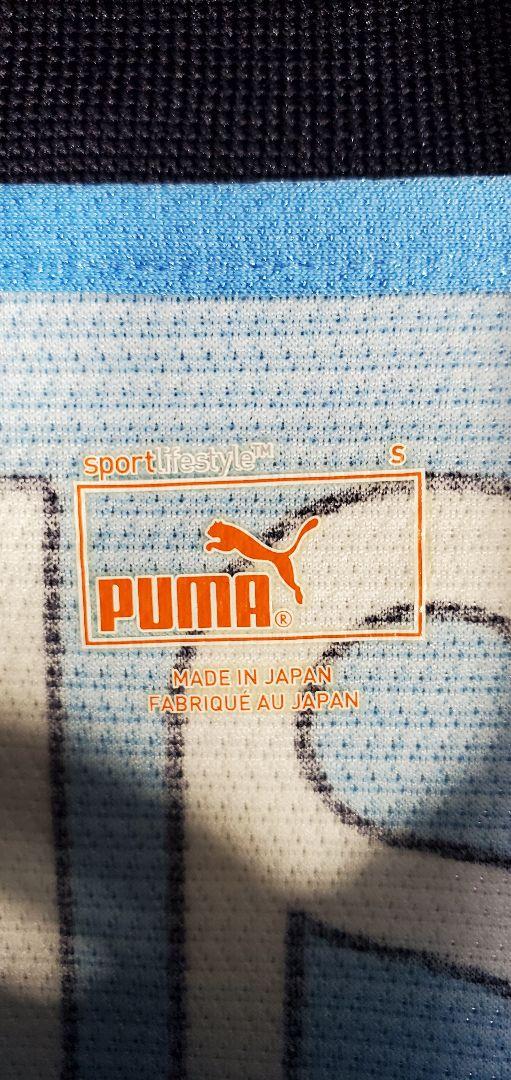 sportlifestyle™ S
PUMA®
MADE IN JAPAN
FABRIQUÉ AU JAPAN